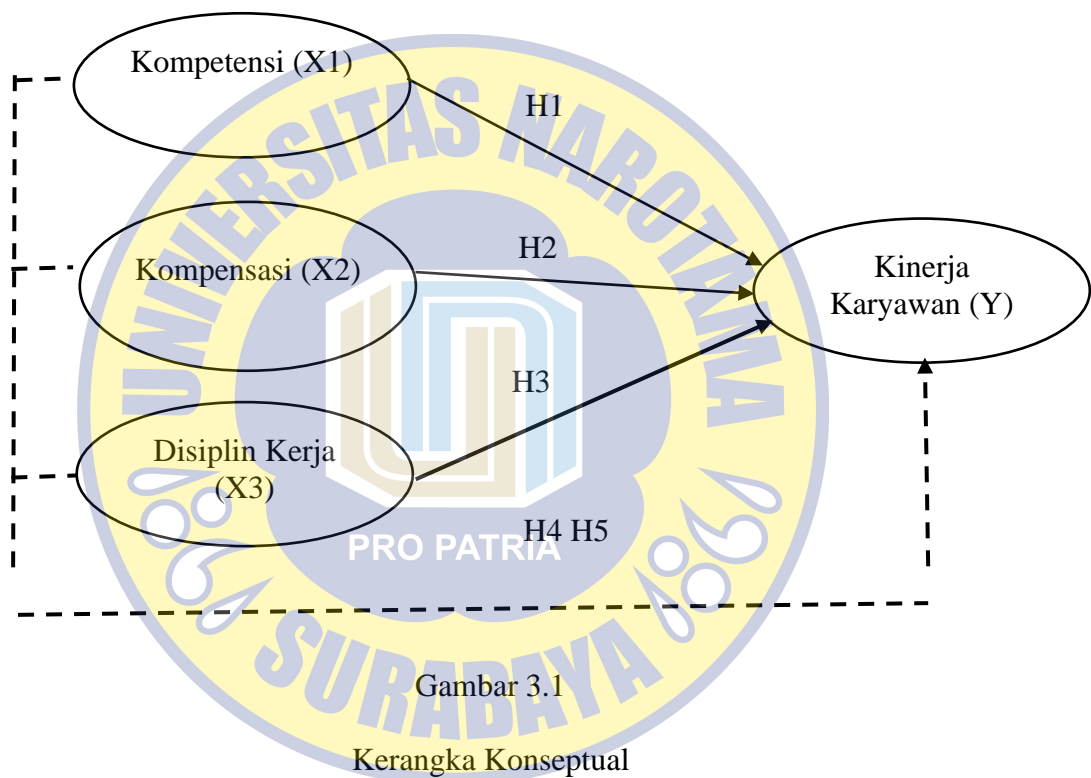 Kompetensi (X1)
H1
UNIVERSITAS NAROTAMA
H2
Kompensasi (X2)
Kinerja
Karyawan (Y)
H3
Disiplin Kerja
(X3)
H4 H5
PRO PATRIA
SURABAYA
Gambar 3.1
Kerangka Konseptual